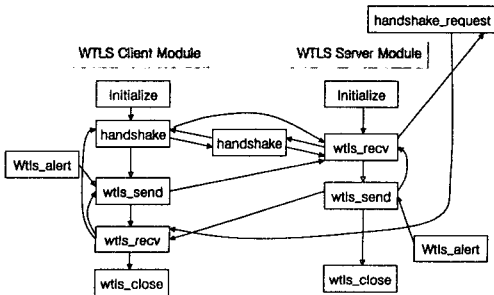 handshake_request
WTLS Client Module
WTLS Server Module
Initialize
Initialize
handshake
handshake
wtls_recv
Wtls_alert
wtls_send
wtls_send
wtls_recv
Wtls_alert
wtls_close
wtls_close